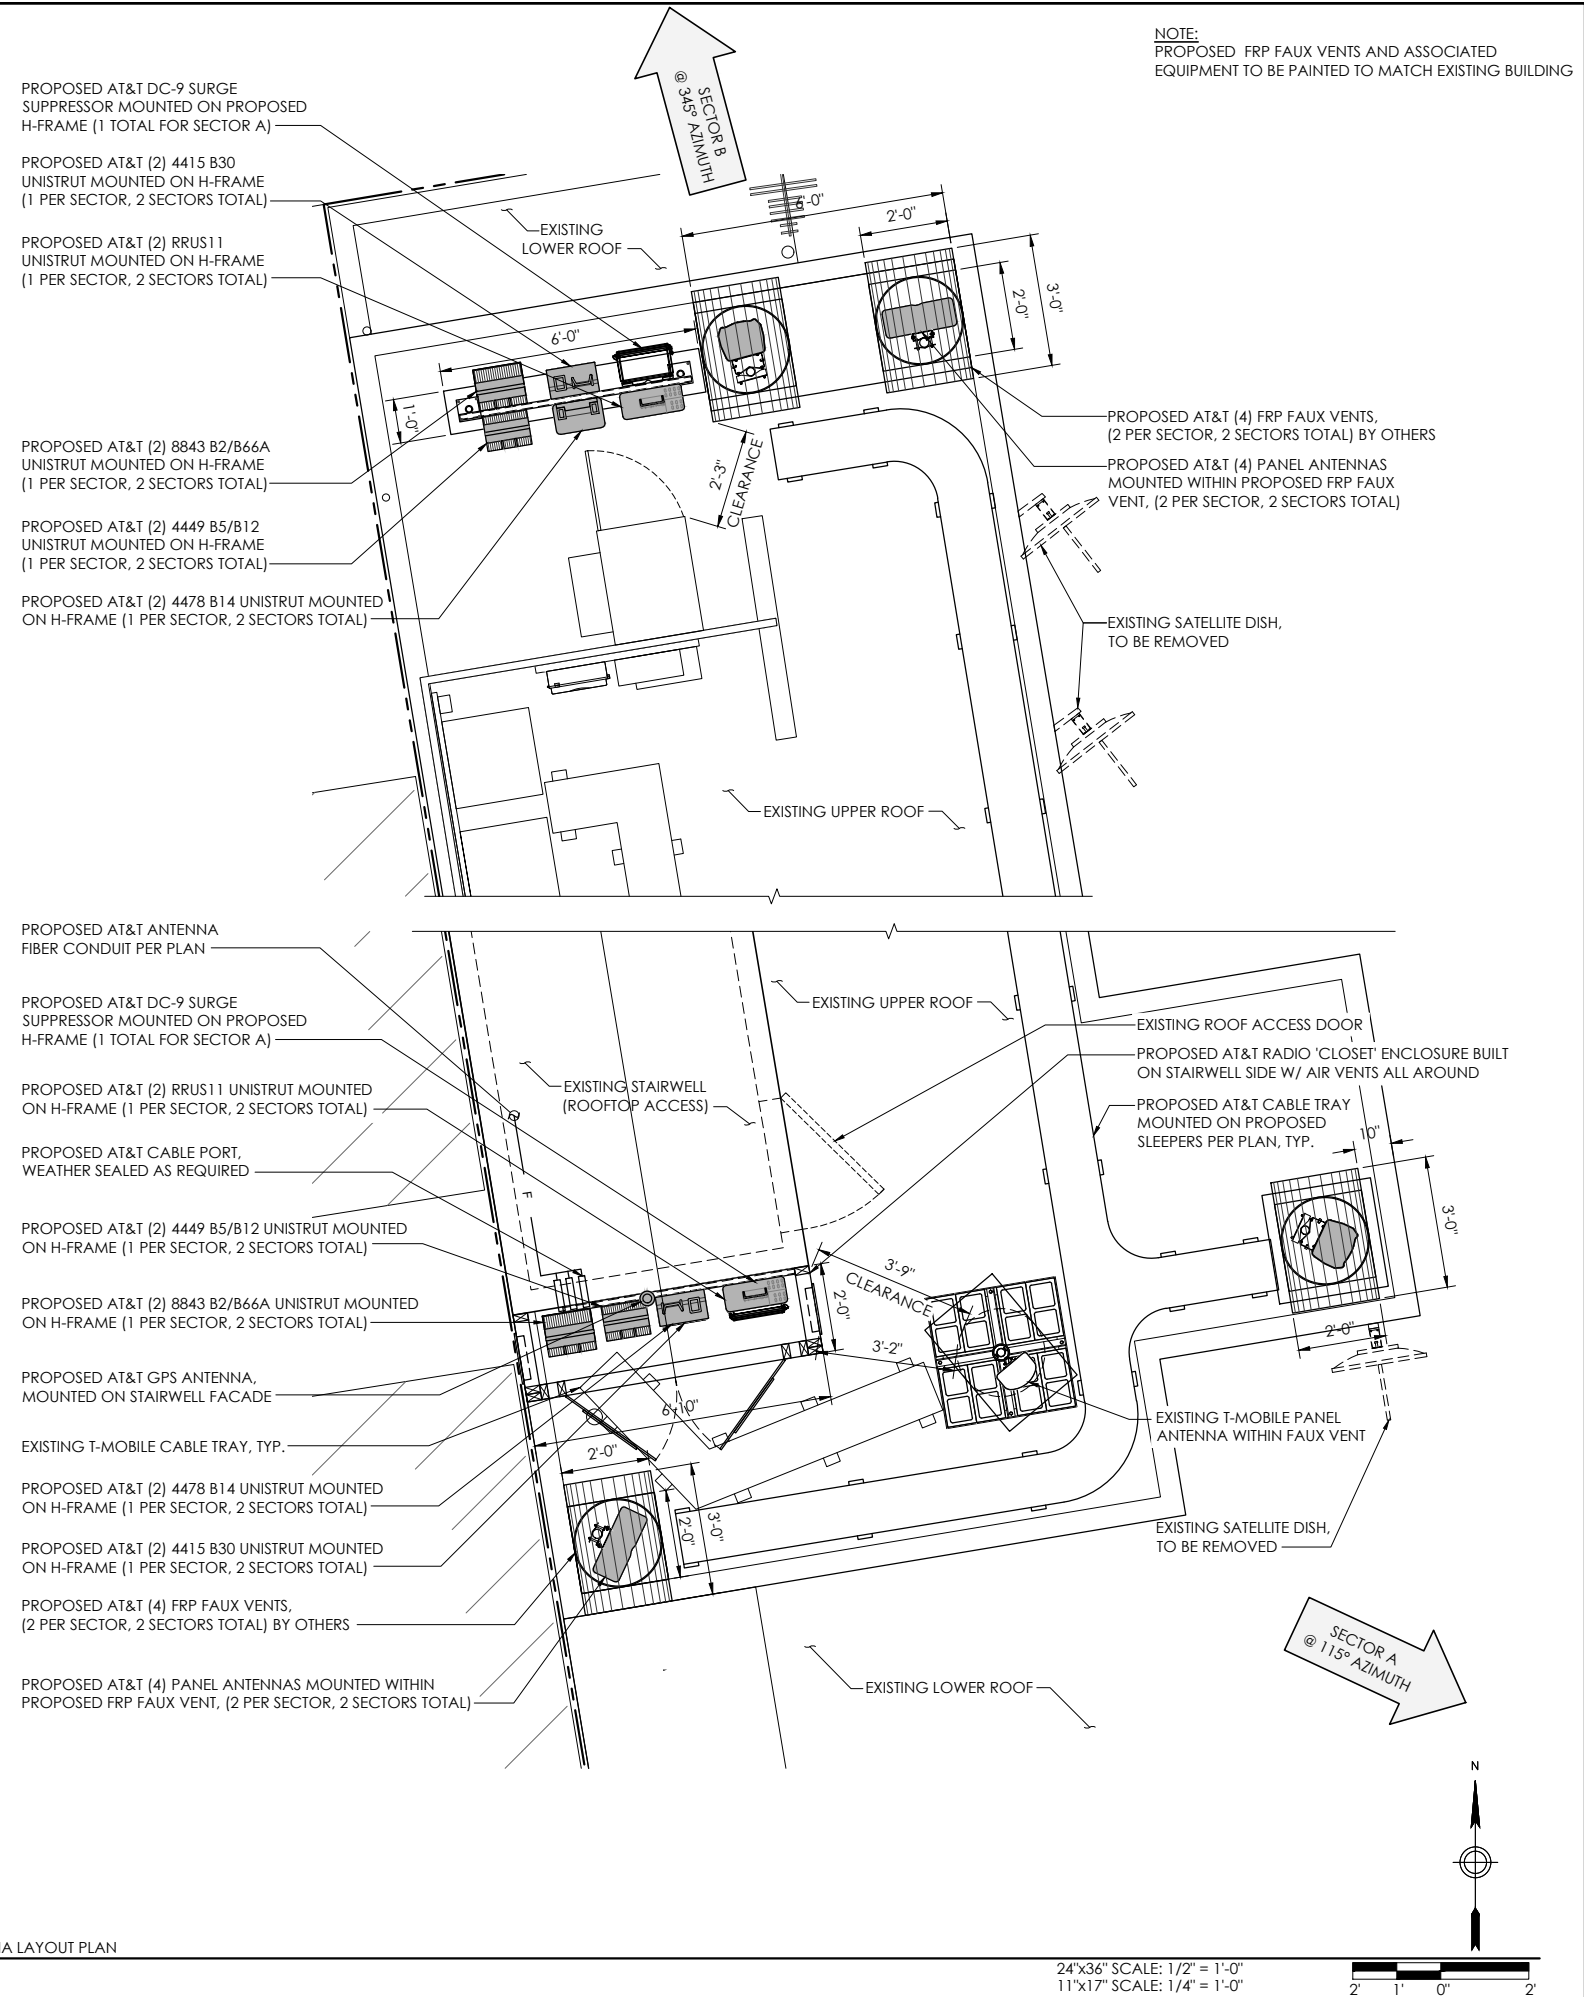 NOTE:
PROPOSED FRP FAUX VENTS AND ASSOCIATED
EQUIPMENT TO BE PAINTED TO MATCH EXISTING BUILDING
SECTOR B
@ 345° AZIMUTH
PROPOSED AT&T DC-9 SURGE
SUPPRESSOR MOUNTED ON PROPOSED
H-FRAME (1 TOTAL FOR SECTOR A)
PROPOSED AT&T (2) 4415 B30
UNISTRUT MOUNTED ON H-FRAME
(1 PER SECTOR, 2 SECTORS TOTAL)
PROPOSED AT&T (2) RRUS11
UNISTRUT MOUNTED ON H-FRAME
(1 PER SECTOR, 2 SECTORS TOTAL)
PROPOSED AT&T (2) 8843 B2/B66A
UNISTRUT MOUNTED ON H-FRAME
(1 PER SECTOR, 2 SECTORS TOTAL)
PROPOSED AT&T (2) 4449 B5/B12
UNISTRUT MOUNTED ON H-FRAME
(1 PER SECTOR, 2 SECTORS TOTAL)
PROPOSED AT&T (2) 4478 B14 UNISTRUT MOUNTED
ON H-FRAME (1 PER SECTOR, 2 SECTORS TOTAL)
EXISTING
LOWER ROOF
6'-0"
2'-0"
2'-0"
3'-0"
6'-0"
1'-0"
2'-3"
CLEARANCE
PROPOSED AT&T (4) FRP FAUX VENTS,
(2 PER SECTOR, 2 SECTORS TOTAL) BY OTHERS
PROPOSED AT&T (4) PANEL ANTENNAS
MOUNTED WITHIN PROPOSED FRP FAUX
VENT, (2 PER SECTOR, 2 SECTORS TOTAL)
EXISTING SATELLITE DISH,
TO BE REMOVED
EXISTING UPPER ROOF
PROPOSED AT&T ANTENNA
FIBER CONDUIT PER PLAN
PROPOSED AT&T DC-9 SURGE
SUPPRESSOR MOUNTED ON PROPOSED
H-FRAME (1 TOTAL FOR SECTOR A)
PROPOSED AT&T (2) RRUS11 UNISTRUT MOUNTED
ON H-FRAME (1 PER SECTOR, 2 SECTORS TOTAL)
PROPOSED AT&T CABLE PORT,
WEATHER SEALED AS REQUIRED
PROPOSED AT&T (2) 4449 B5/B12 UNISTRUT MOUNTED
ON H-FRAME (1 PER SECTOR, 2 SECTORS TOTAL)
PROPOSED AT&T (2) 8843 B2/B66A UNISTRUT MOUNTED
ON H-FRAME (1 PER SECTOR, 2 SECTORS TOTAL)
PROPOSED AT&T GPS ANTENNA,
MOUNTED ON STAIRWELL FACADE
EXISTING T-MOBILE CABLE TRAY, TYP.
PROPOSED AT&T (2) 4478 B14 UNISTRUT MOUNTED
ON H-FRAME (1 PER SECTOR, 2 SECTORS TOTAL)
PROPOSED AT&T (2) 4415 B30 UNISTRUT MOUNTED
ON H-FRAME (1 PER SECTOR, 2 SECTORS TOTAL)
PROPOSED AT&T (4) FRP FAUX VENTS,
(2 PER SECTOR, 2 SECTORS TOTAL) BY OTHERS
PROPOSED AT&T (4) PANEL ANTENNAS MOUNTED WITHIN
PROPOSED FRP FAUX VENT, (2 PER SECTOR, 2 SECTORS TOTAL)
EXISTING UPPER ROOF
EXISTING STAIRWELL
(ROOFTOP ACCESS)
F
EXISTING ROOF ACCESS DOOR
PROPOSED AT&T RADIO 'CLOSET' ENCLOSURE BUILT
ON STAIRWELL SIDE W/ AIR VENTS ALL AROUND
PROPOSED AT&T CABLE TRAY
MOUNTED ON PROPOSED
SLEEPERS PER PLAN, TYP.
10"
3'-0"
2'-0"
3'-9"
CLEARANCE
2'-0"
3'-2"
6'-10"
2'-0"
2'-0"
3'-0"
EXISTING T-MOBILE PANEL
ANTENNA WITHIN FAUX VENT
EXISTING SATELLITE DISH,
TO BE REMOVED
EXISTING LOWER ROOF
SECTOR A
@ 115° AZIMUTH
N
NA LAYOUT PLAN
24"x36" SCALE: 1/2" = 1'-0"
11"x17" SCALE: 1/4" = 1'-0"
2' 1' 0" 2'